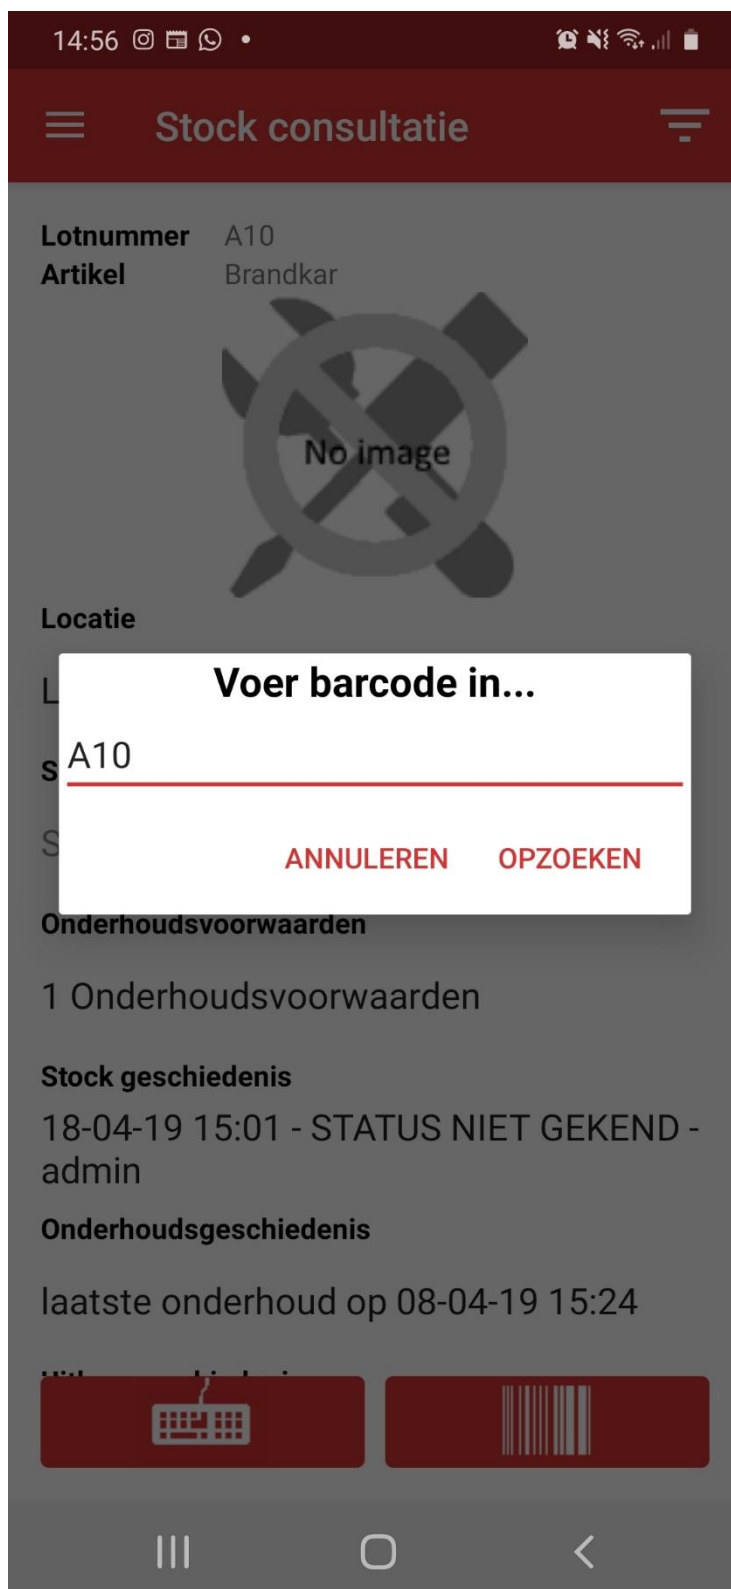 14:56
Stock consultatie
Lotnummer A10
Artikel Brandkar
No image
Locatie
Voer barcode in...
A10
ANNULEREN OPZOEKEN
Onderhoudsvoorwaarden
1 Onderhoudsvoorwaarden
Stock geschiedenis
18-04-19 15:01 - STATUS NIET GEKEND -
admin
Onderhoudsgeschiedenis
laatste onderhoud op 08-04-19 15:24